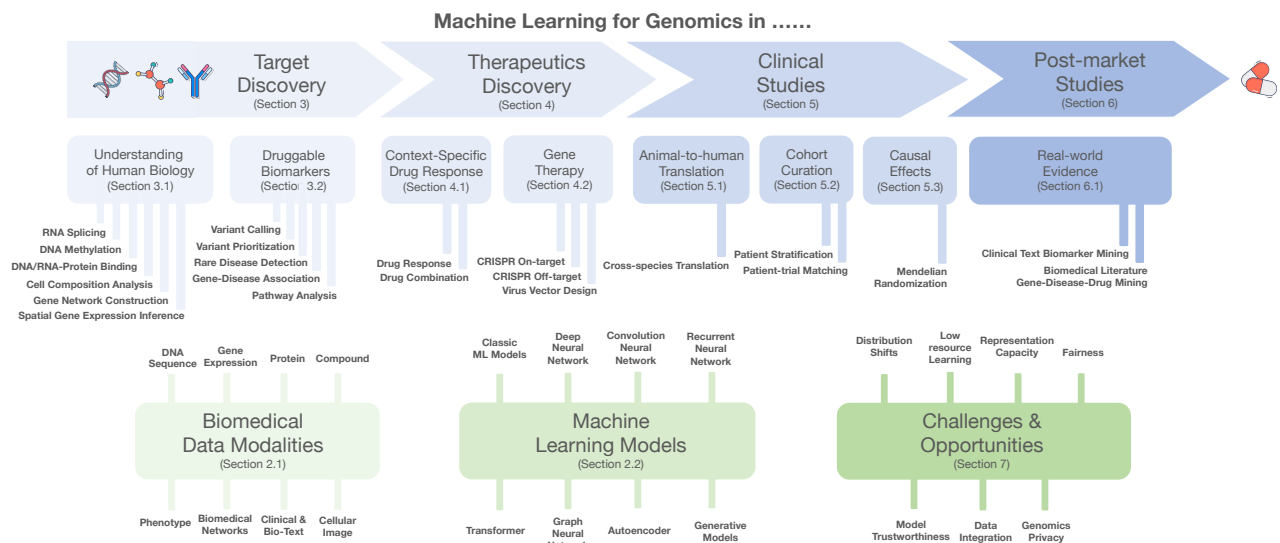 Machine Learning for Genomics in ……
Target
Discovery
(Section 3)
Therapeutics
Discovery
(Section 4)
Clinical
Studies
(Section 5)
Post-market
Studies
(Section 6)
Understanding
of Human Biology
(Section 3.1)
Druggable
Biomarkers
3.2)
Context-Specific
Drug Response
(Section 4.1)
Gene
Therapy
(Section 4.2)
Animal-to-human
Translation
(Section 5.1)
Cohort
Curation
(Section 5.2)
Causal
Effects
(Section 5.3)
Real-world
Evidence
(Section 6.1)
RNA Splicing
DNA Methylation
DNA/RNA-Protein Binding
Cell Composition Analysis
Gene Network Construction
Spatial Gene Expression Inference
Variant Calling
Variant Prioritization
Rare Disease Detection
Gene-Disease Association
Pathway Analysis
Drug Response
Drug Combination
CRISPR On-target
CRISPR Off-target
Virus Vector Design
Cross-species Translation
Patient Stratification
Patient-trial Matching
Mendelian
Randomization
Clinical Text Biomarker Mining
Biomedical Literature
Gene-Disease-Drug Mining
DNA
Sequence
Gene
Expression
Protein
Compound
Biomedical
Data Modalities
(Section 2.1)
Phenotype
Biomedical
Networks
Clinical &
Bio-Text
Cellular
Image
Classic
ML Models
Deep
Neural
Network
Convolution
Neural
Network
Recurrent
Neural
Network
Machine
Learning Models
(Section 2.2)
Transformer
Graph
Neural
Autoencoder
Generative
Models
Distribution
Shifts
Low
resource
Learning
Representation
Capacity
Fairness
Challenges &
Opportunities
(Section 7)
Model
Trustworthiness
Data
Integration
Genomics
Privacy